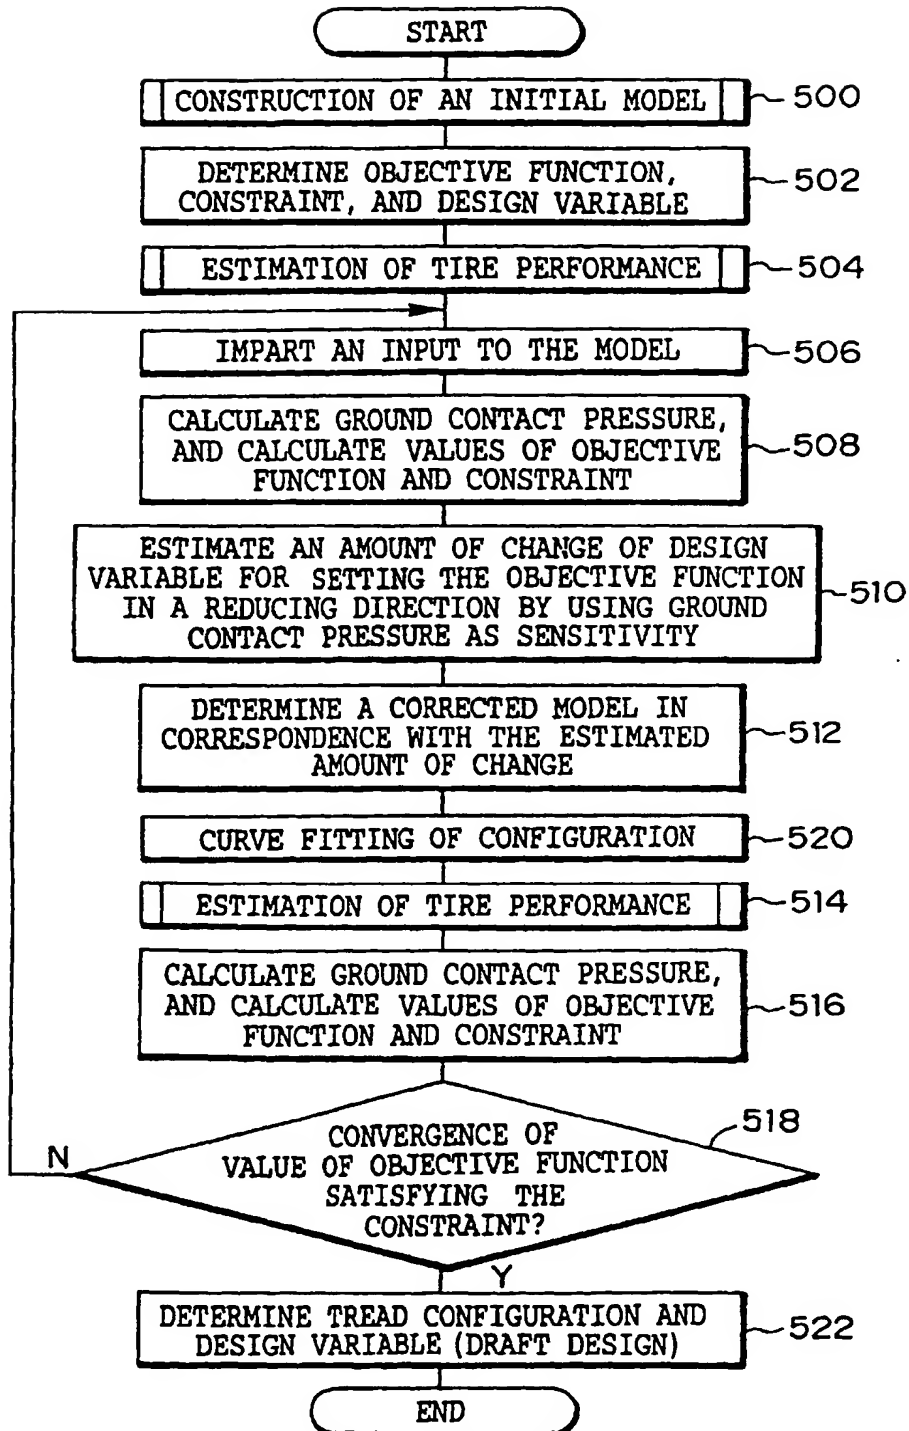 START
CONSTRUCTION OF AN INITIAL MODEL
500
DETERMINE OBJECTIVE FUNCTION,
CONSTRAINT, AND DESIGN VARIABLE
502
ESTIMATION OF TIRE PERFORMANCE
504
IMPART AN INPUT TO THE MODEL
506
CALCULATE GROUND CONTACT PRESSURE,
AND CALCULATE VALUES OF OBJECTIVE
FUNCTION AND CONSTRAINT
508
ESTIMATE AN AMOUNT OF CHANGE OF DESIGN
VARIABLE FOR SETTING THE OBJECTIVE FUNCTION
IN A REDUCING DIRECTION BY USING GROUND
CONTACT PRESSURE AS SENSITIVITY
510
DETERMINE A CORRECTED MODEL IN
CORRESPONDENCE WITH THE ESTIMATED
AMOUNT OF CHANGE
512
CURVE FITTING OF CONFIGURATION
520
ESTIMATION OF TIRE PERFORMANCE
514
CALCULATE GROUND CONTACT PRESSURE,
AND CALCULATE VALUES OF OBJECTIVE
FUNCTION AND CONSTRAINT
516
518
CONVERGENCE OF
VALUE OF OBJECTIVE FUNCTION
SATISFYING THE
CONSTRAINT?
N
Y
DETERMINE TREAD CONFIGURATION AND
DESIGN VARIABLE (DRAFT DESIGN)
522
END